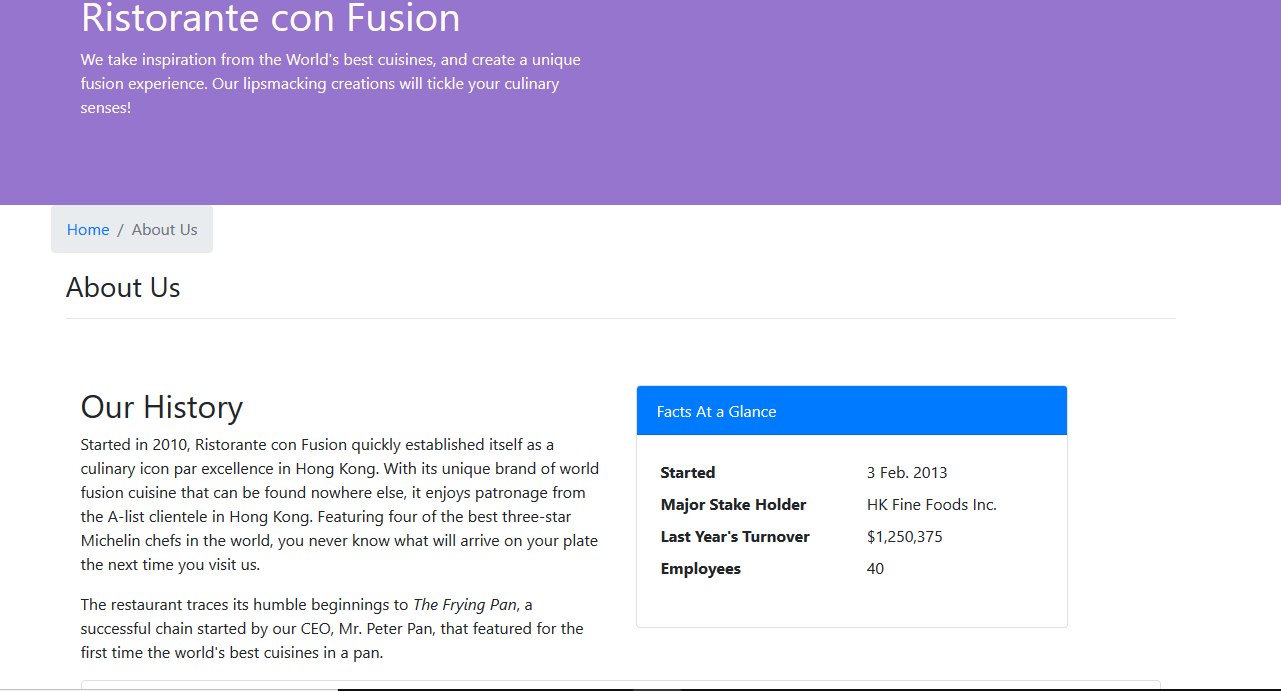 Ristorante con Fusion
We take inspiration from the World's best cuisines, and create a unique
fusion experience. Our lipsmacking creations will tickle your culinary
senses!
Home / About Us
About Us
Our History
Started in 2010, Ristorante con Fusion quickly established itself as a
culinary icon par excellence in Hong Kong. With its unique brand of world
fusion cuisine that can be found nowhere else, it enjoys patronage from
the A-list clientele in Hong Kong. Featuring four of the best three-star
Michelin chefs in the world, you never know what will arrive on your plate
the next time you visit us.
The restaurant traces its humble beginnings to The Frying Pan, a
successful chain started by our CEO, Mr. Peter Pan, that featured for the
first time the world's best cuisines in a pan.
Facts At a Glance
Started 3 Feb. 2013
Major Stake Holder HK Fine Foods Inc.
Last Year's Turnover $1,250,375
Employees 40